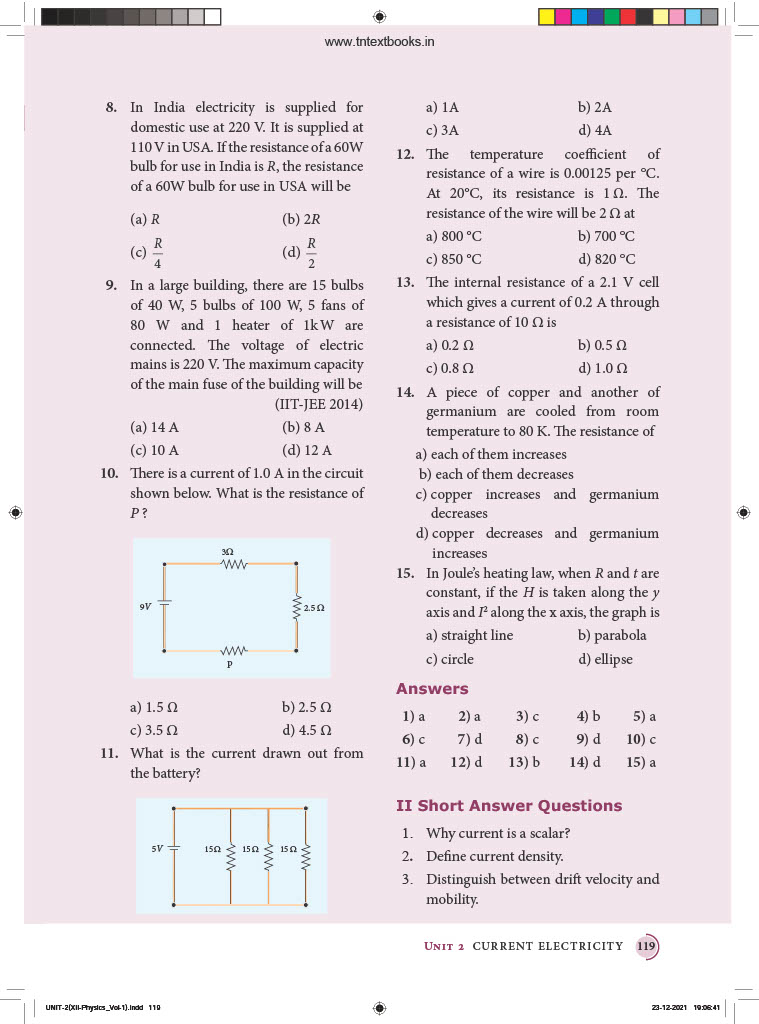 www.tntextbooks.in
8. In India electricity is supplied for
domestic use at 220 V. It is supplied at
110 V in USA. If the resistance of a 60W
bulb for use in India is R, the resistance
of a 60W bulb for use in USA will be
(a) R (b) 2R
(c) R/4 (d) R/2
9. In a large building, there are 15 bulbs
of 40 W, 5 bulbs of 100 W, 5 fans of
80 W and 1 heater of 1kW are
connected. The voltage of electric
mains is 220 V. The maximum capacity
of the main fuse of the building will be
(IIT-JEE 2014)
(a) 14 A (b) 8 A
(c) 10 A (d) 12 A
10. There is a current of 1.0 A in the circuit
shown below. What is the resistance of
P ?
3Ω
9V
2.5 Ω
P
a) 1.5 Ω b) 2.5 Ω
c) 3.5 Ω d) 4.5 Ω
11. What is the current drawn out from
the battery?
5V 15Ω 15Ω 15Ω
a) 1A b) 2A
c) 3A d) 4A
12. The temperature coefficient of
resistance of a wire is 0.00125 per °C.
At 20°C, its resistance is 1 Ω. The
resistance of the wire will be 2 Ω at
a) 800 °C b) 700 °C
c) 850 °C d) 820 °C
13. The internal resistance of a 2.1 V cell
which gives a current of 0.2 A through
a resistance of 10 Ω is
a) 0.2 Ω b) 0.5 Ω
c) 0.8 Ω d) 1.0 Ω
14. A piece of copper and another of
germanium are cooled from room
temperature to 80 K. The resistance of
a) each of them increases
b) each of them decreases
c) copper increases and germanium
decreases
d) copper decreases and germanium
increases
15. In Joule's heating law, when R and t are
constant, if the H is taken along the y
axis and I² along the x axis, the graph is
a) straight line b) parabola
c) circle d) ellipse
Answers
1) a 2) a 3) c 4) b 5) a
6) c 7) d 8) c 9) d 10) c
11) a 12) d 13) b 14) d 15) a
II Short Answer Questions
1. Why current is a scalar?
2. Define current density.
3. Distinguish between drift velocity and
mobility.
UNIT 2 CURRENT ELECTRICITY 119
UNIT-2(XII-Physics_Vol-1).indd 119 23-12-2021 19:06:41